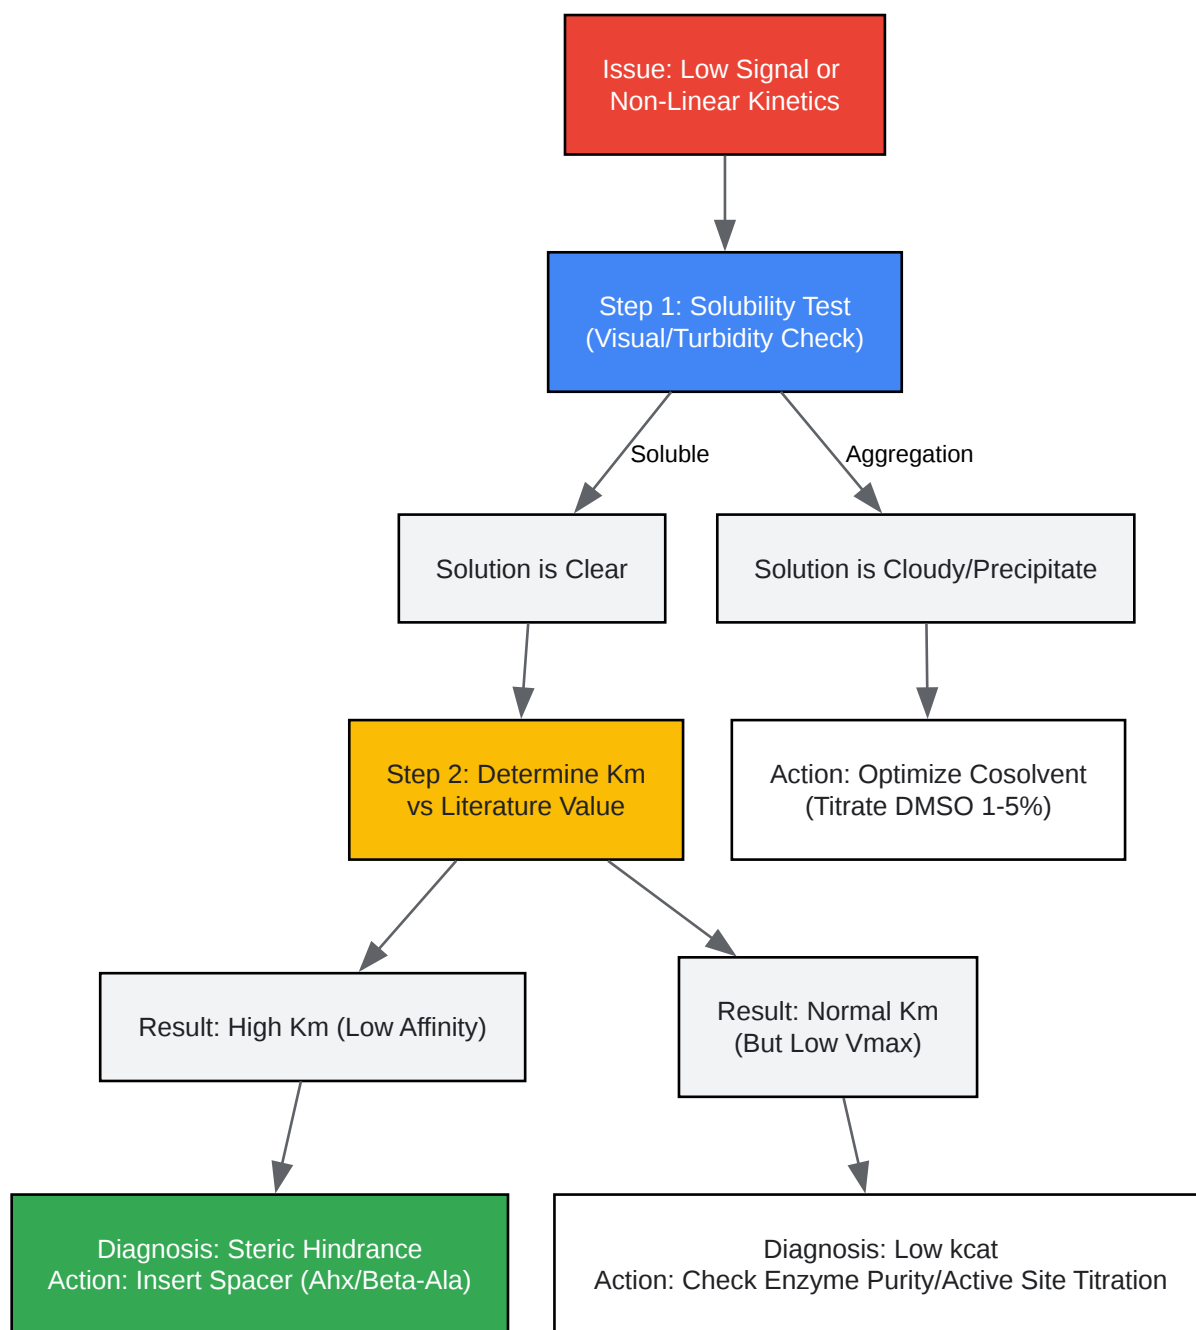 Issue: Low Signal or
Non-Linear Kinetics
Step 1: Solubility Test
(Visual/Turbidity Check)
Soluble
Aggregation
Solution is Clear
Solution is Cloudy/Precipitate
Step 2: Determine Km
vs Literature Value
Action: Optimize Cosolvent
(Titrate DMSO 1-5%)
Result: High Km (Low Affinity)
Result: Normal Km
(But Low Vmax)
Diagnosis: Steric Hindrance
Action: Insert Spacer (Ahx/Beta-Ala)
Diagnosis: Low kcat
Action: Check Enzyme Purity/Active Site Titration